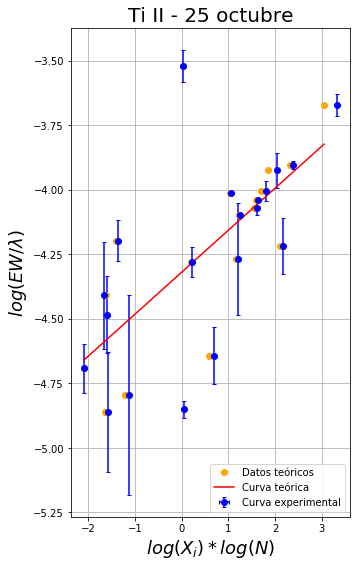 Ti II - 25 octubre
log(EW/λ)
−3.50
−3.75
−4.00
−4.25
−4.50
−4.75
−5.00
−5.25
Datos teóricos
Curva teórica
Curva experimental
−2 −1 0 1 2 3
log(X_i) * log(N)